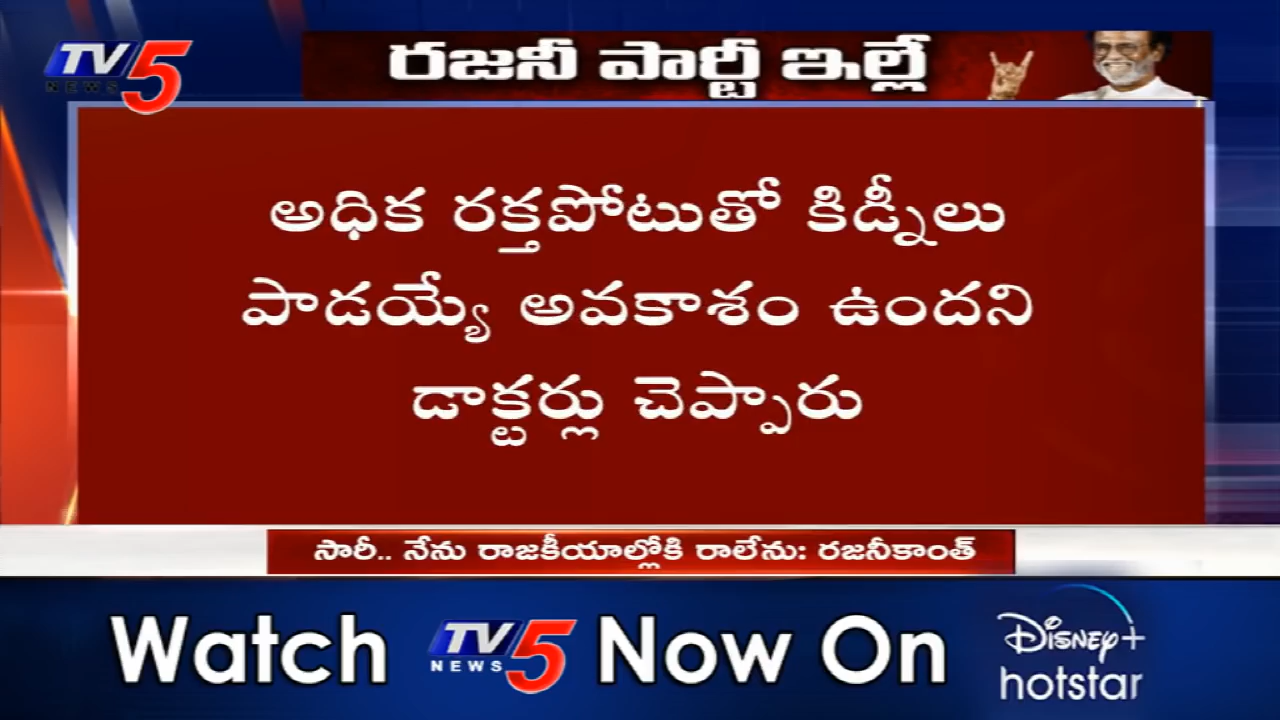 TV5
NEWS
రజనీ పార్టీ ఇల్లే
అధిక రక్తపోటుతో కిడ్నీలు
పాడయ్యే అవకాశం ఉందని
డాక్టర్లు చెప్పారు
సారీ.. నేను రాజకీయాల్లోకి రాలేను: రజనీకాంత్
Watch TV5 NEWS Now On Disney+ hotstar